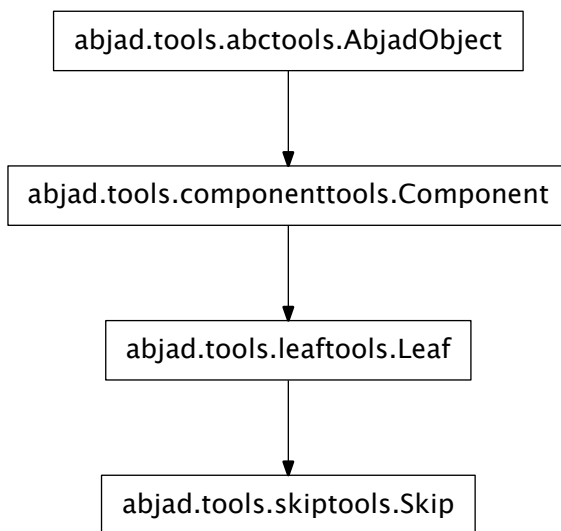 abjad.tools.abctools.AbjadObject
abjad.tools.componenttools.Component
abjad.tools.leaftools.Leaf
abjad.tools.skiptools.Skip